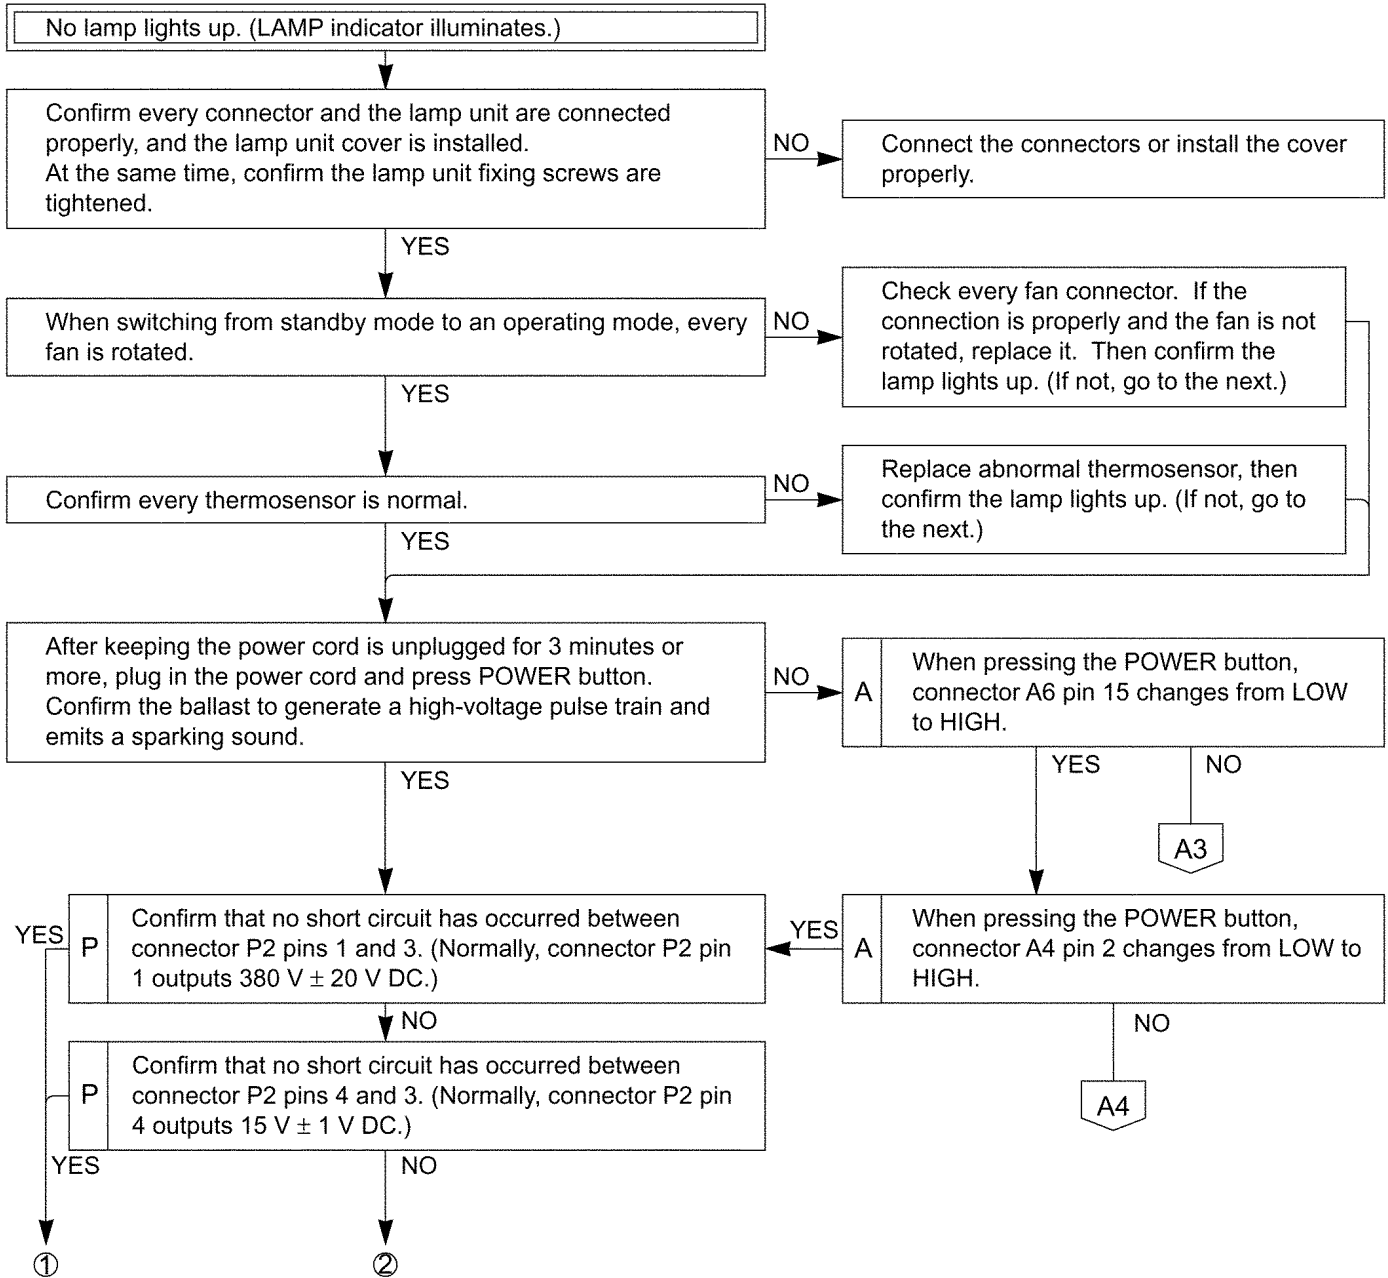 No lamp lights up. (LAMP indicator illuminates.)
Confirm every connector and the lamp unit are connected
properly, and the lamp unit cover is installed.
At the same time, confirm the lamp unit fixing screws are
tightened.
NO
Connect the connectors or install the cover
properly.
YES
When switching from standby mode to an operating mode, every
fan is rotated.
NO
Check every fan connector. If the
connection is properly and the fan is not
rotated, replace it. Then confirm the
lamp lights up. (If not, go to the next.)
YES
Confirm every thermosensor is normal.
NO
Replace abnormal thermosensor, then
confirm the lamp lights up. (If not, go to
the next.)
YES
After keeping the power cord is unplugged for 3 minutes or
more, plug in the power cord and press POWER button.
Confirm the ballast to generate a high-voltage pulse train and
emits a sparking sound.
NO
A
When pressing the POWER button,
connector A6 pin 15 changes from LOW
to HIGH.
YES
YES
NO
A3
YES
P
Confirm that no short circuit has occurred between
connector P2 pins 1 and 3. (Normally, connector P2 pin
1 outputs 380 V ± 20 V DC.)
YES
A
When pressing the POWER button,
connector A4 pin 2 changes from LOW to
HIGH.
NO
NO
A4
P
Confirm that no short circuit has occurred between
connector P2 pins 4 and 3. (Normally, connector P2 pin
4 outputs 15 V ± 1 V DC.)
YES
NO
①
②